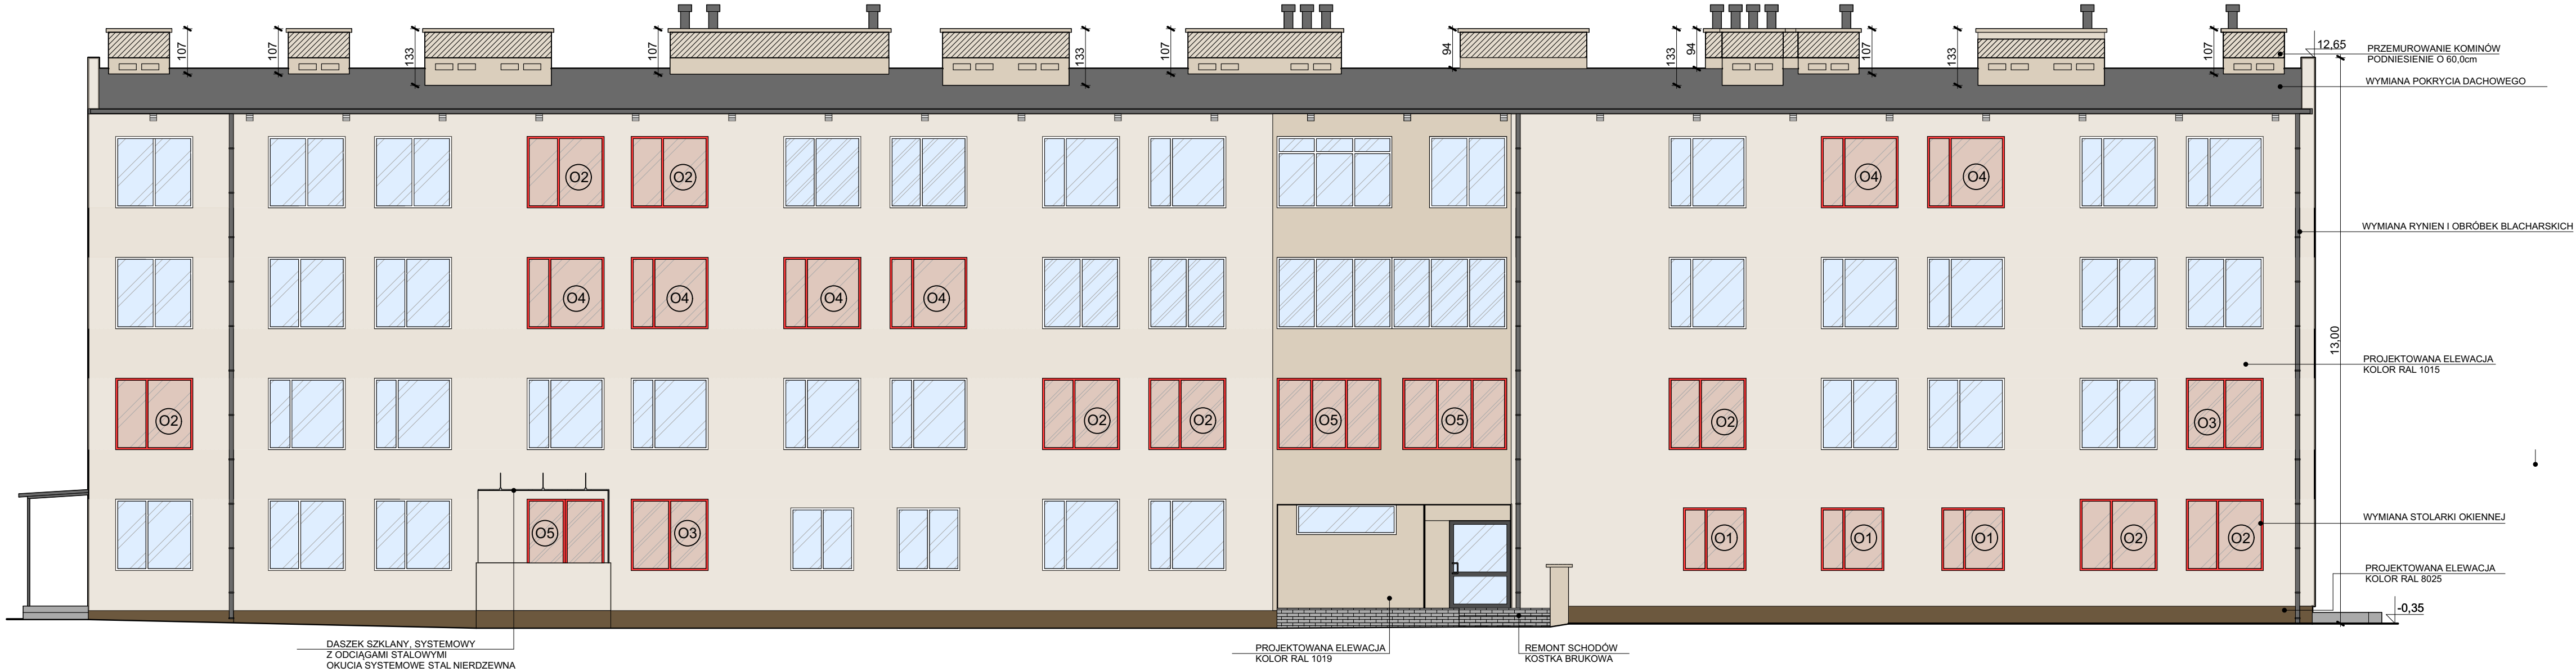 107
107
133
107
133
107
94
133
94
107
133
107
12,65
PRZEMUROWANIE KOMINÓW
PODNIESIENIE O 60,0cm
WYMIANA POKRYCIA DACHOWEGO
O2
O2
O4
O4
WYMIANA RYNIEN I OBRÓBEK BLACHARSKICH
O4
O4
O4
O4
13,00
PROJEKTOWANA ELEWACJA
KOLOR RAL 1015
O2
O2
O2
O5
O5
O2
O3
WYMIANA STOLARKI OKIENNEJ
O5
O3
O1
O1
O1
O2
O2
PROJEKTOWANA ELEWACJA
KOLOR RAL 8025
-0,35
DASZEK SZKLANY, SYSTEMOWY
Z ODCIĄGAMI STALOWYMI
OKUCIA SYSTEMOWE STAL NIERDZEWNA
PROJEKTOWANA ELEWACJA
KOLOR RAL 1019
REMONT SCHODÓW
KOSTKA BRUKOWA